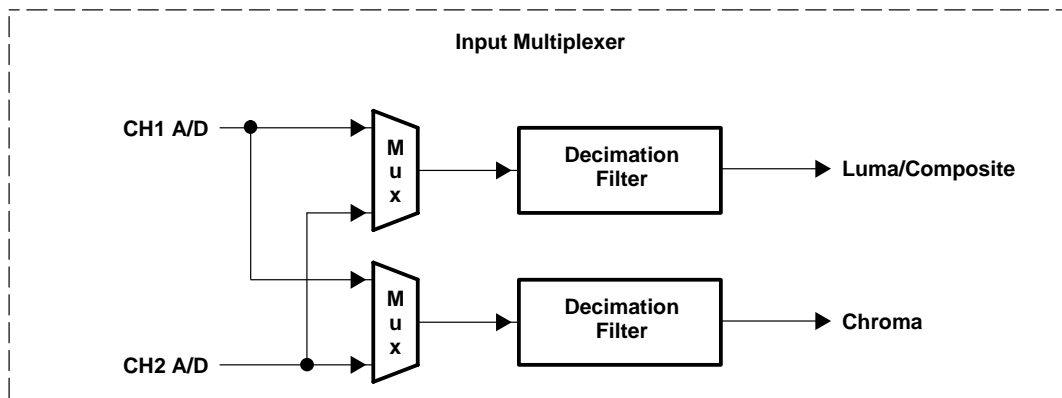 Input Multiplexer
CH1 A/D
M
u
x
Decimation
Filter
Luma/Composite
M
u
x
Decimation
Filter
Chroma
CH2 A/D